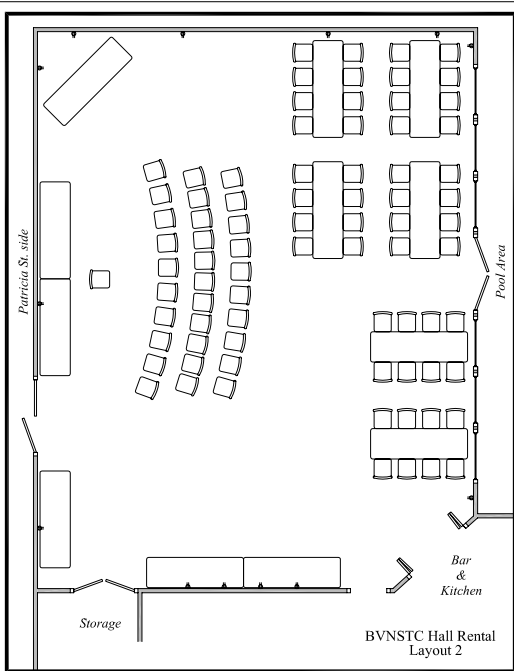 Patricia St. side
Pool Area
Bar
&
Kitchen
Storage
BVNSTC Hall Rental
Layout 2